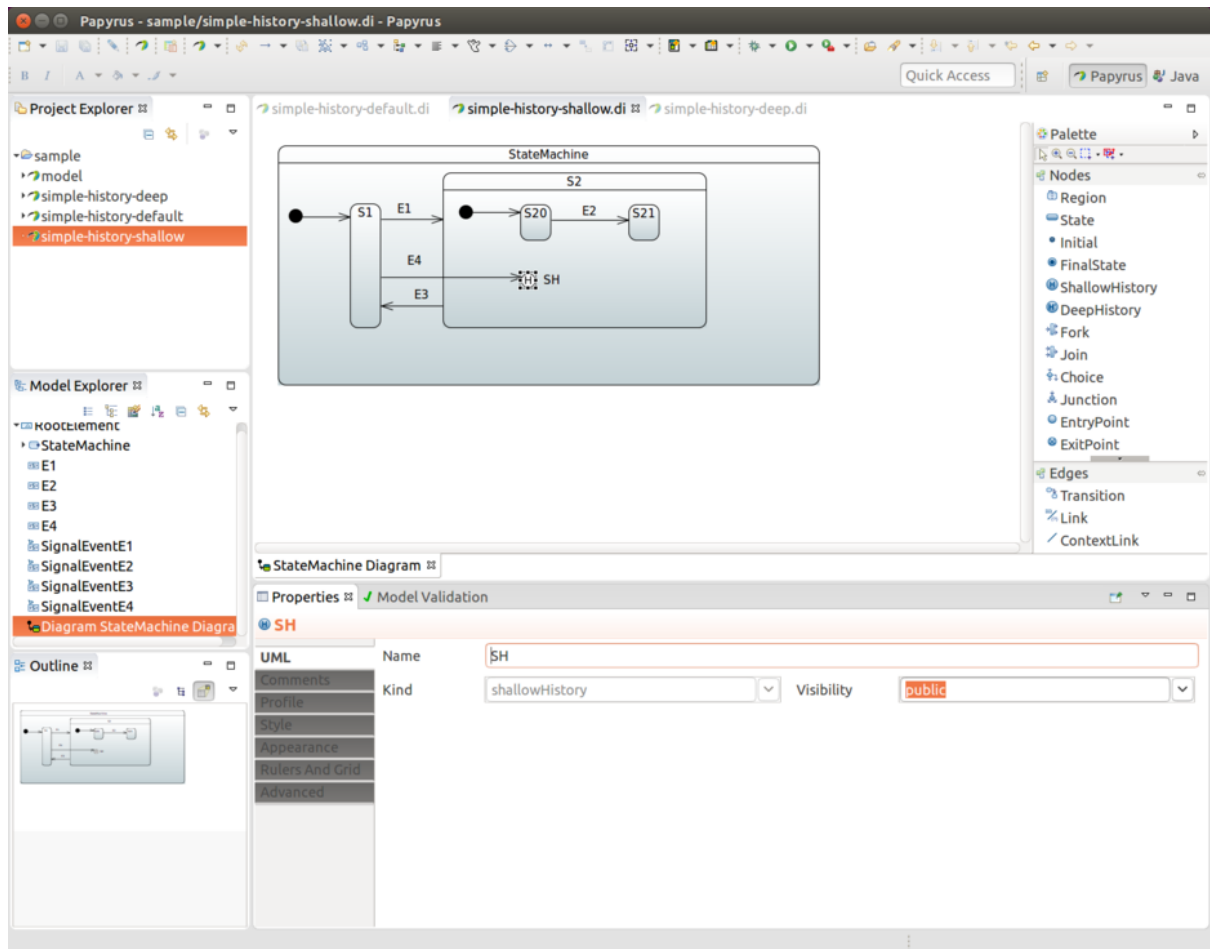 Papyrus - sample/simple-history-shallow.di - Papyrus
B I A
Quick Access
Papyrus
Java
Project Explorer
sample
model
simple-history-deep
simple-history-default
simple-history-shallow
simple-history-default.di
simple-history-shallow.di
simple-history-deep.di
StateMachine
S2
S1
E1
S20
E2
S21
E4
H
SH
E3
Palette
Nodes
Region
State
Initial
FinalState
ShallowHistory
DeepHistory
Fork
Join
Choice
Junction
EntryPoint
ExitPoint
Edges
Transition
Link
ContextLink
Model Explorer
RootElement
StateMachine
E1
E2
E3
E4
SignalEventE1
SignalEventE2
SignalEventE3
SignalEventE4
Diagram StateMachine Diagra
StateMachine Diagram
Properties
Model Validation
SH
UML
Comments
Profile
Style
Appearance
Rulers And Grid
Advanced
Name
SH
Kind
shallowHistory
Visibility
public
Outline